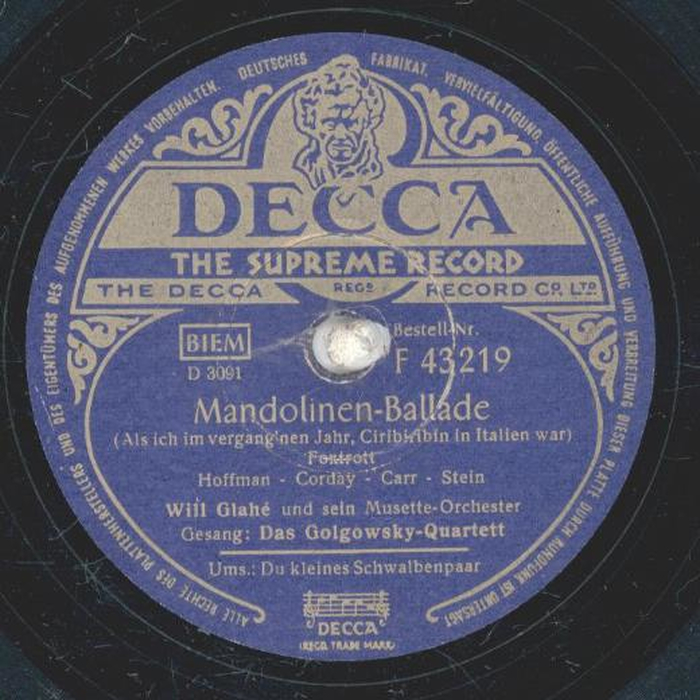 ALLE RECHTE DES PLATTENHERSTELLERS UND DES EIGENTÜMERS DES AUFGENOMMENEN WERKES VORBEHALTEN. DEUTSCHES FABRIKAT. VERVIELFÄLTIGUNG, ÖFFENTLICHE AUFFÜHRUNG UND VERBREITUNG DIESER PLATTE DURCH RUNDFUNK IST UNTERSAGT
DECCA
THE SUPREME RECORD
THE DECCA REGD RECORD CO. LTD.
BIEM
D 3091
Bestell-Nr.
F 43219
Mandolinen-Ballade
(Als ich im vergang'nen Jahr, Ciribiribin in Italien war)
Foxtrott
Hoffman - Corday - Carr - Stein
Will Glahé und sein Musette-Orchester
Gesang: Das Golgowsky-Quartett
Ums.: Du kleines Schwalbenpaar
DECCA
(REGD. TRADE MARK)